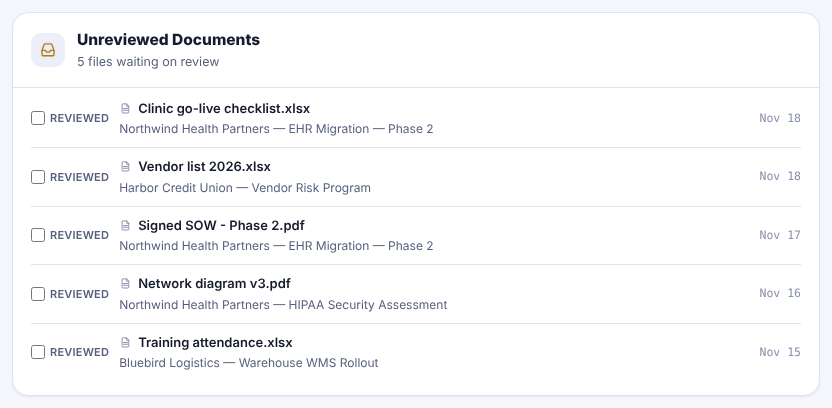 Unreviewed Documents
5 files waiting on review
REVIEWED Clinic go-live checklist.xlsx Nov 18
Northwind Health Partners — EHR Migration — Phase 2
REVIEWED Vendor list 2026.xlsx Nov 18
Harbor Credit Union — Vendor Risk Program
REVIEWED Signed SOW - Phase 2.pdf Nov 17
Northwind Health Partners — EHR Migration — Phase 2
REVIEWED Network diagram v3.pdf Nov 16
Northwind Health Partners — HIPAA Security Assessment
REVIEWED Training attendance.xlsx Nov 15
Bluebird Logistics — Warehouse WMS Rollout